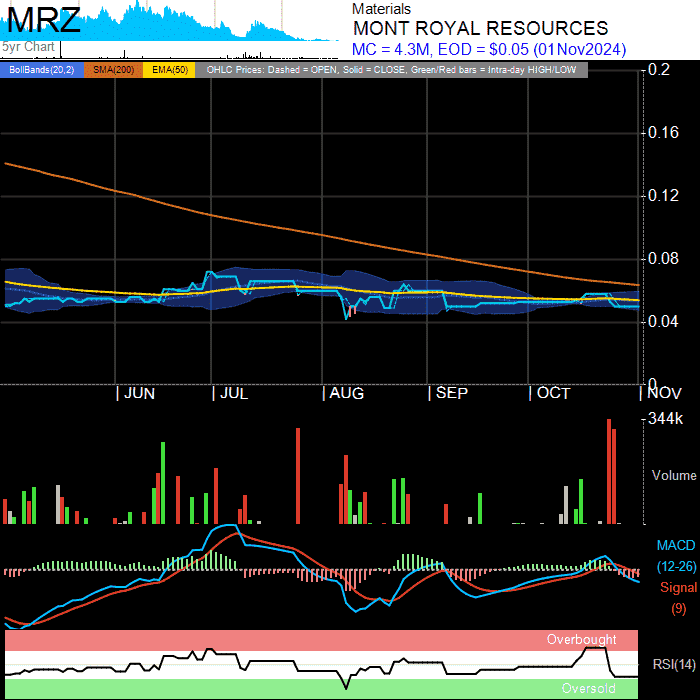 MRZ
5yr Chart
Materials
MONT ROYAL RESOURCES
MC = 4.3M, EOD = $0.05 (01Nov2024)
BollBands(20,2) SMA(200) EMA(50) OHLC Prices: Dashed = OPEN, Solid = CLOSE, Green/Red bars = Intra-day HIGH/LOW
0.2
0.16
0.12
0.08
0.04
0
JUN JUL AUG SEP OCT NOV
344k
Volume
MACD
(12-26)
Signal
(9)
Overbought
RSI(14)
Oversold